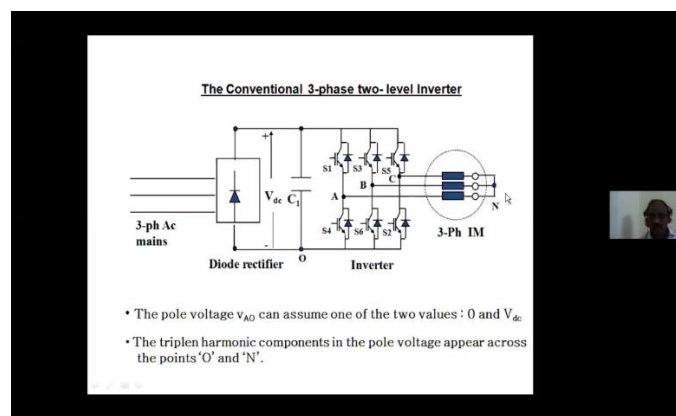 The Conventional 3-phase two- level Inverter
+
S1
S3
S5
C
Vdc
C1
B
A
3-ph Ac
mains
S4
S6
S2
N
3-Ph IM
-
Diode rectifier
O
Inverter
• The pole voltage vAO can assume one of the two values : 0 and Vdc
• The triplen harmonic components in the pole voltage appear across
the points ‘O’ and ‘N’.